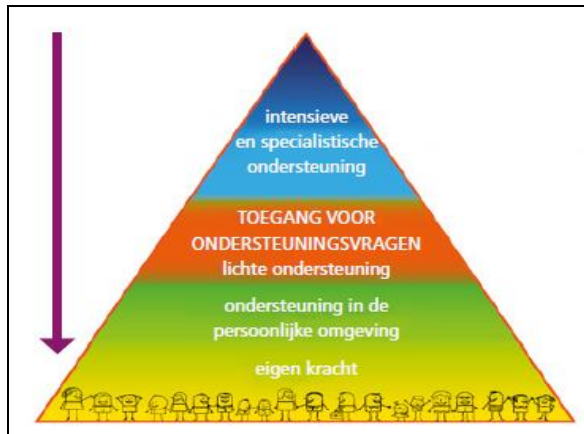 intensieve
en specialistische
ondersteuning
TOEGANG VOOR
ONDERSTEUNINGSVRAGEN
lichte ondersteuning
ondersteuning in de
persoonlijke omgeving
eigen kracht